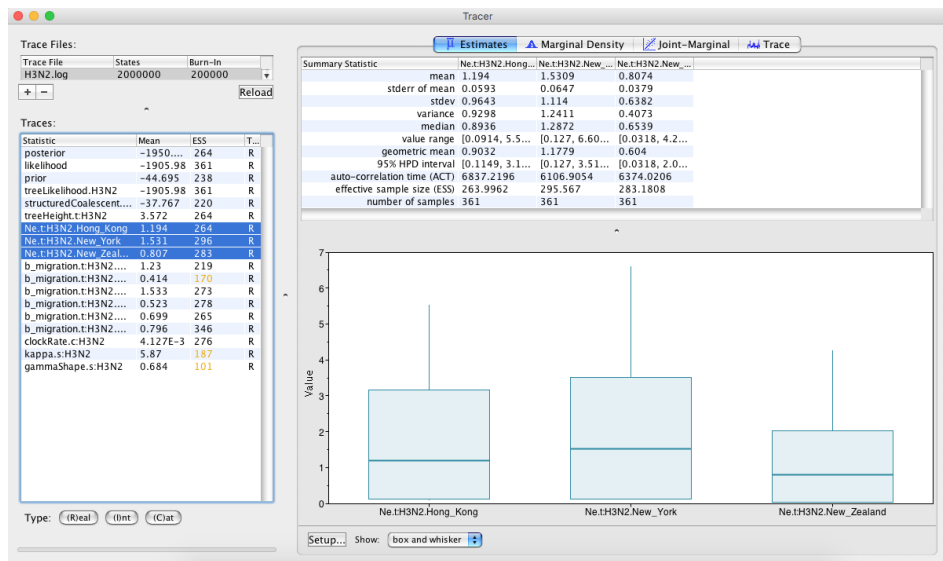 Tracer
Trace Files:
Trace File States Burn-In
H3N2.log 2000000 200000
+ − Reload
Traces:
Statistic Mean ESS T...
posterior −1950.... 264 R
likelihood −1905.98 361 R
prior −44.695 238 R
treeLikelihood.H3N2 −1905.98 361 R
structuredCoalescent.... −37.767 220 R
treeHeight.t:H3N2 3.572 264 R
Ne.t:H3N2.Hong_Kong 1.194 264 R
Ne.t:H3N2.New_York 1.531 296 R
Ne.t:H3N2.New_Zeal... 0.807 283 R
b_migration.t:H3N2.... 1.23 219 R
b_migration.t:H3N2.... 0.414 170 R
b_migration.t:H3N2.... 1.533 273 R
b_migration.t:H3N2.... 0.523 278 R
b_migration.t:H3N2.... 0.699 265 R
b_migration.t:H3N2.... 0.796 346 R
clockRate.c:H3N2 4.127E-3 276 R
kappa.s:H3N2 5.87 187 R
gammaShape.s:H3N2 0.684 101 R
Type: (R)eal (I)nt (C)at
Estimates Marginal Density Joint-Marginal Trace
Summary Statistic Ne.t:H3N2.Hong... Ne.t:H3N2.New_... Ne.t:H3N2.New_...
mean 1.194 1.5309 0.8074
stderr of mean 0.0593 0.0647 0.0379
stdev 0.9643 1.114 0.6382
variance 0.9298 1.2411 0.4073
median 0.8936 1.2872 0.6539
value range [0.0914, 5.5... [0.127, 6.60... [0.0318, 4.2...
geometric mean 0.9032 1.1779 0.604
95% HPD interval [0.1149, 3.1... [0.127, 3.51... [0.0318, 2.0...
auto-correlation time (ACT) 6837.2196 6106.9054 6374.0206
effective sample size (ESS) 263.9962 295.567 283.1808
number of samples 361 361 361
7
6
5
4
3
2
1
0
Value
Ne.t:H3N2.Hong_Kong Ne.t:H3N2.New_York Ne.t:H3N2.New_Zealand
Setup... Show: box and whisker